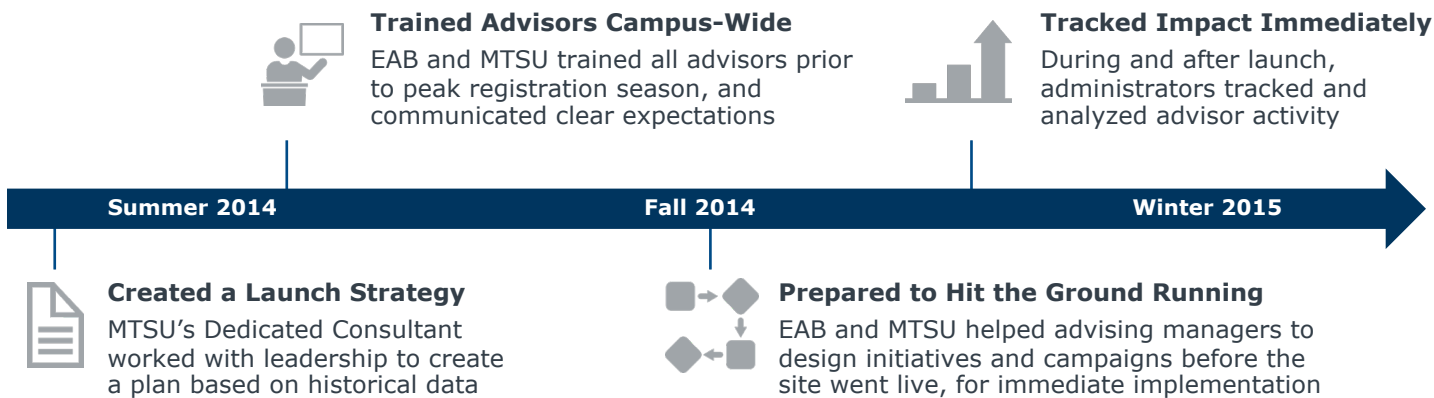 Trained Advisors Campus-Wide
EAB and MTSU trained all advisors prior
to peak registration season, and
communicated clear expectations
Tracked Impact Immediately
During and after launch,
administrators tracked and
analyzed advisor activity
Summer 2014
Fall 2014
Winter 2015
Created a Launch Strategy
MTSU’s Dedicated Consultant
worked with leadership to create
a plan based on historical data
Prepared to Hit the Ground Running
EAB and MTSU helped advising managers to
design initiatives and campaigns before the
site went live, for immediate implementation